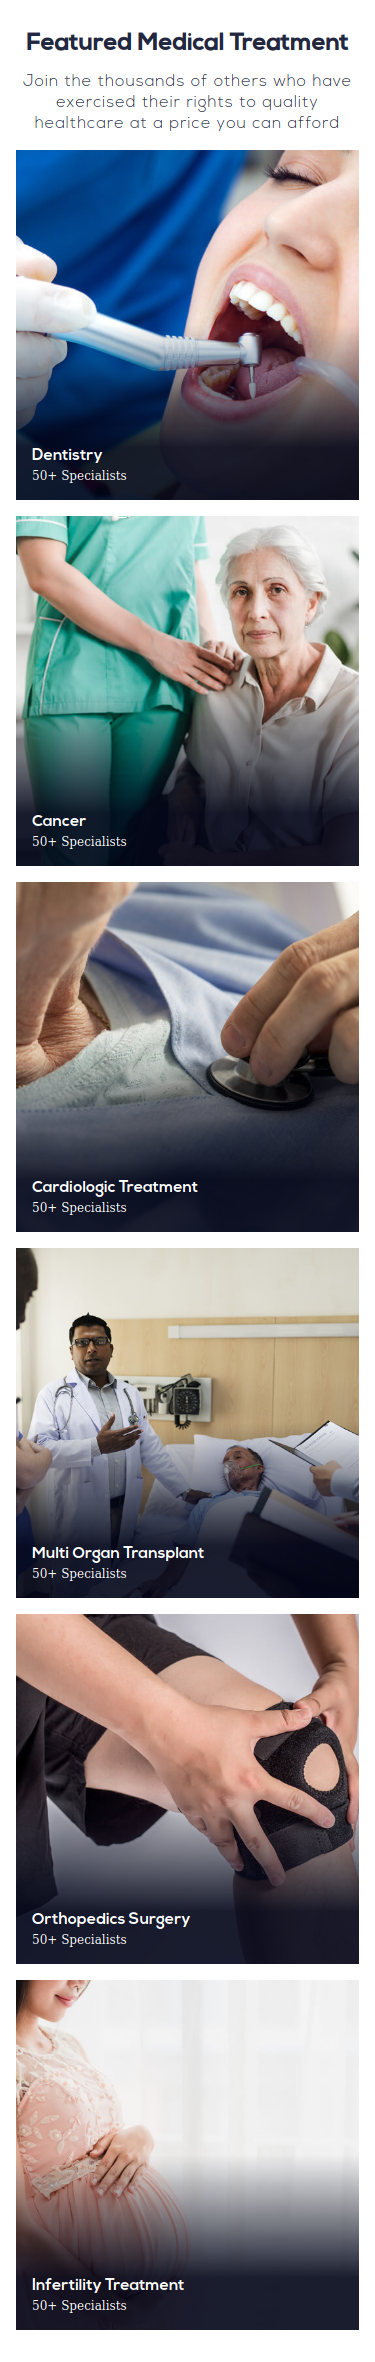 Featured Medical Treatment
Join the thousands of others who have
exercised their rights to quality
healthcare at a price you can afford
Dentistry
50+ Specialists
Cancer
50+ Specialists
Cardiologic Treatment
50+ Specialists
Multi Organ Transplant
50+ Specialists
Orthopedics Surgery
50+ Specialists
Infertility Treatment
50+ Specialists